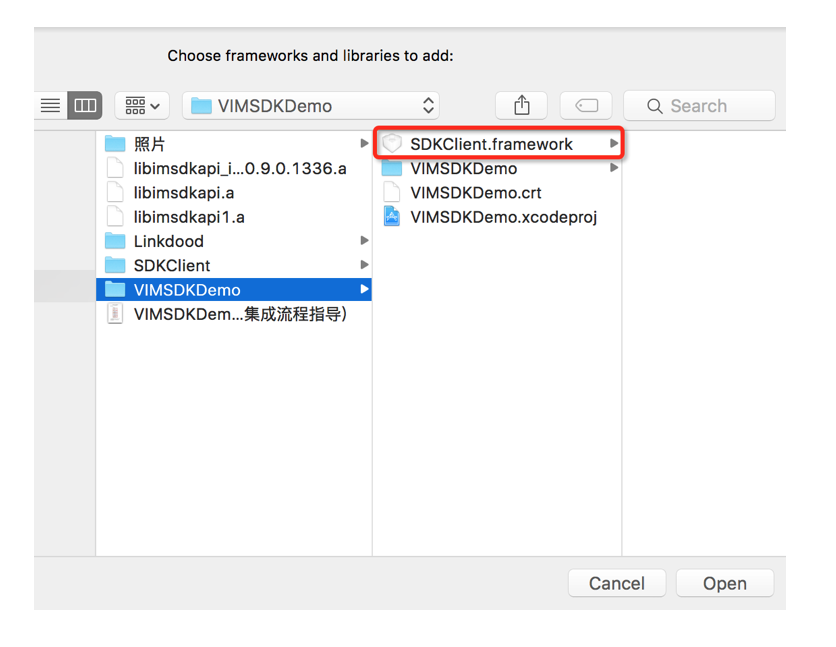 Choose frameworks and libraries to add:
VIMSDKDemo
Search
照片
libimsdkapi_i...0.9.0.1336.a
libimsdkapi.a
libimsdkapi1.a
Linkdood
SDKClient
VIMSDKDemo
VIMSDKDem...集成流程指导)
SDKClient.framework
VIMSDKDemo
VIMSDKDemo.crt
VIMSDKDemo.xcodeproj
Cancel
Open